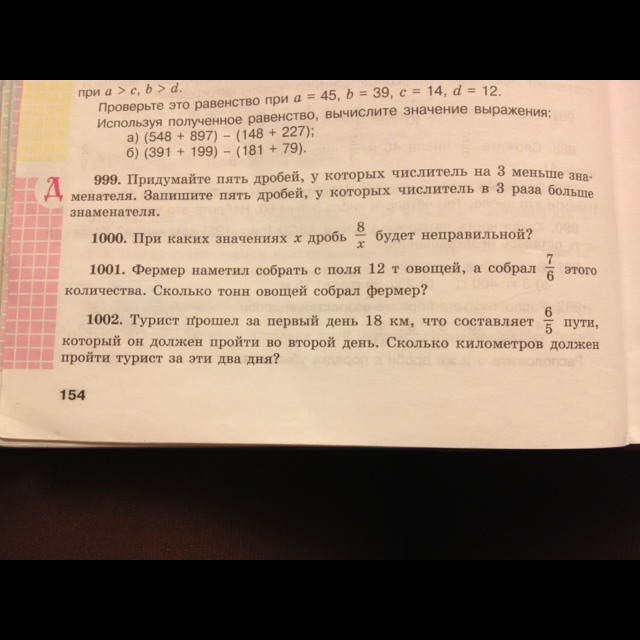 при a > c, b > d.
Проверьте это равенство при a = 45, b = 39, c = 14, d = 12.
Используя полученное равенство, вычислите значение выражения:
а) (548 + 897) − (148 + 227);
б) (391 + 199) − (181 + 79).
Д
999. Придумайте пять дробей, у которых числитель на 3 меньше зна-
менателя. Запишите пять дробей, у которых числитель в 3 раза больше
знаменателя.
1000. При каких значениях x дробь 8/x будет неправильной?
1001. Фермер наметил собрать с поля 12 т овощей, а собрал 7/6 этого
количества. Сколько тонн овощей собрал фермер?
1002. Турист прошел за первый день 18 км, что составляет 6/5 пути,
который он должен пройти во второй день. Сколько километров должен
пройти турист за эти два дня?
154